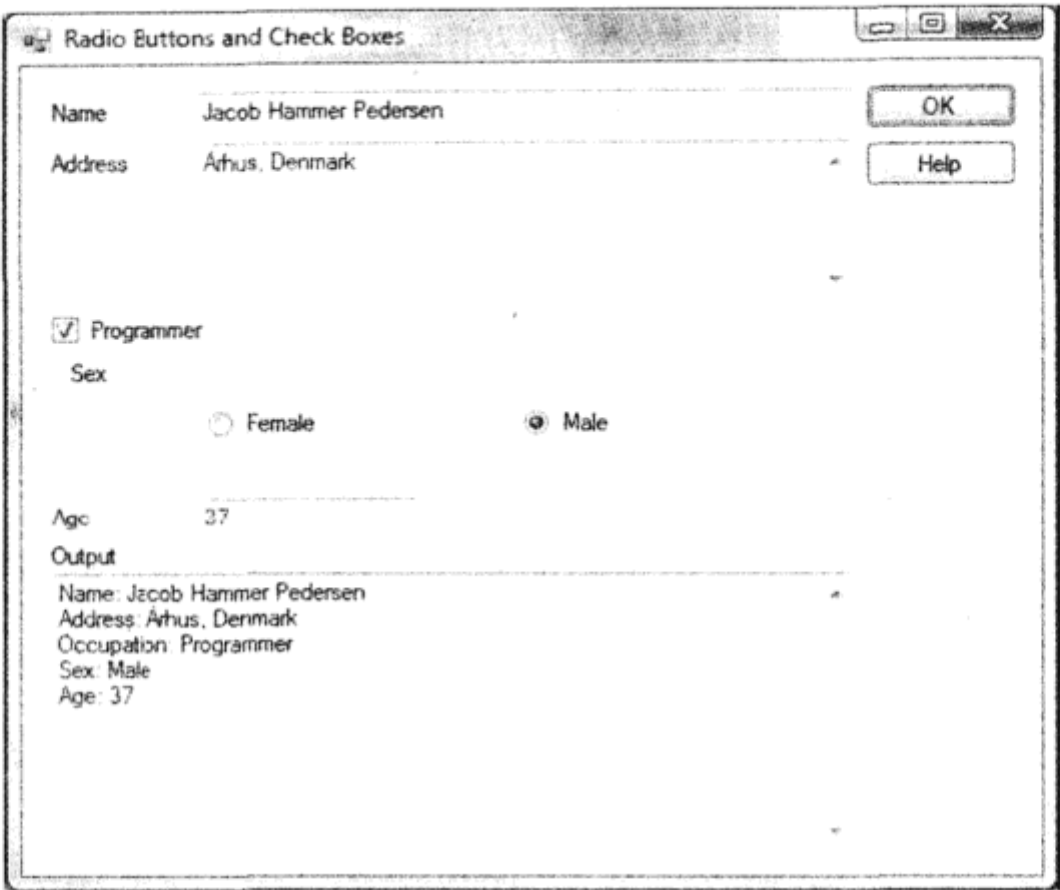 Radio Buttons and Check Boxes
Name Jacob Hammer Pedersen OK
Address Århus, Denmark Help
Programmer
Sex
Female Male
Age 37
Output
Name: Jacob Hammer Pedersen
Address: Århus, Denmark
Occupation: Programmer
Sex: Male
Age: 37